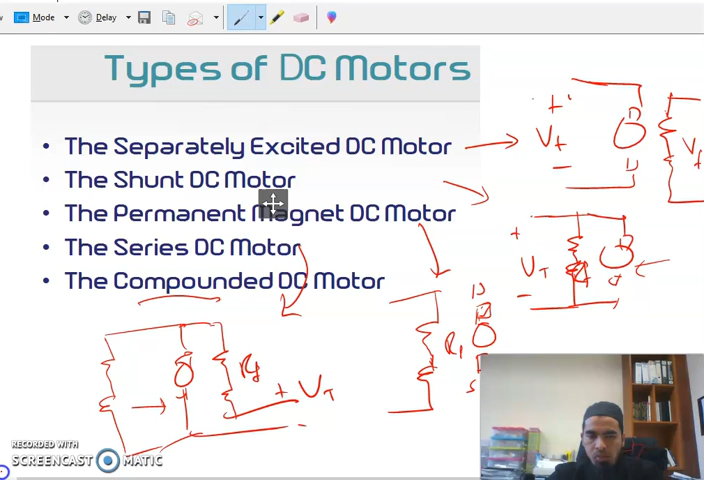 Mode Delay
Types of DC Motors
• The Separately Excited DC Motor
• The Shunt DC Motor
• The Permanent Magnet DC Motor
• The Series DC Motor
• The Compounded DC Motor
+
V
−
+
VT
−
+ VT
RECORDED WITH
SCREENCAST MATIC